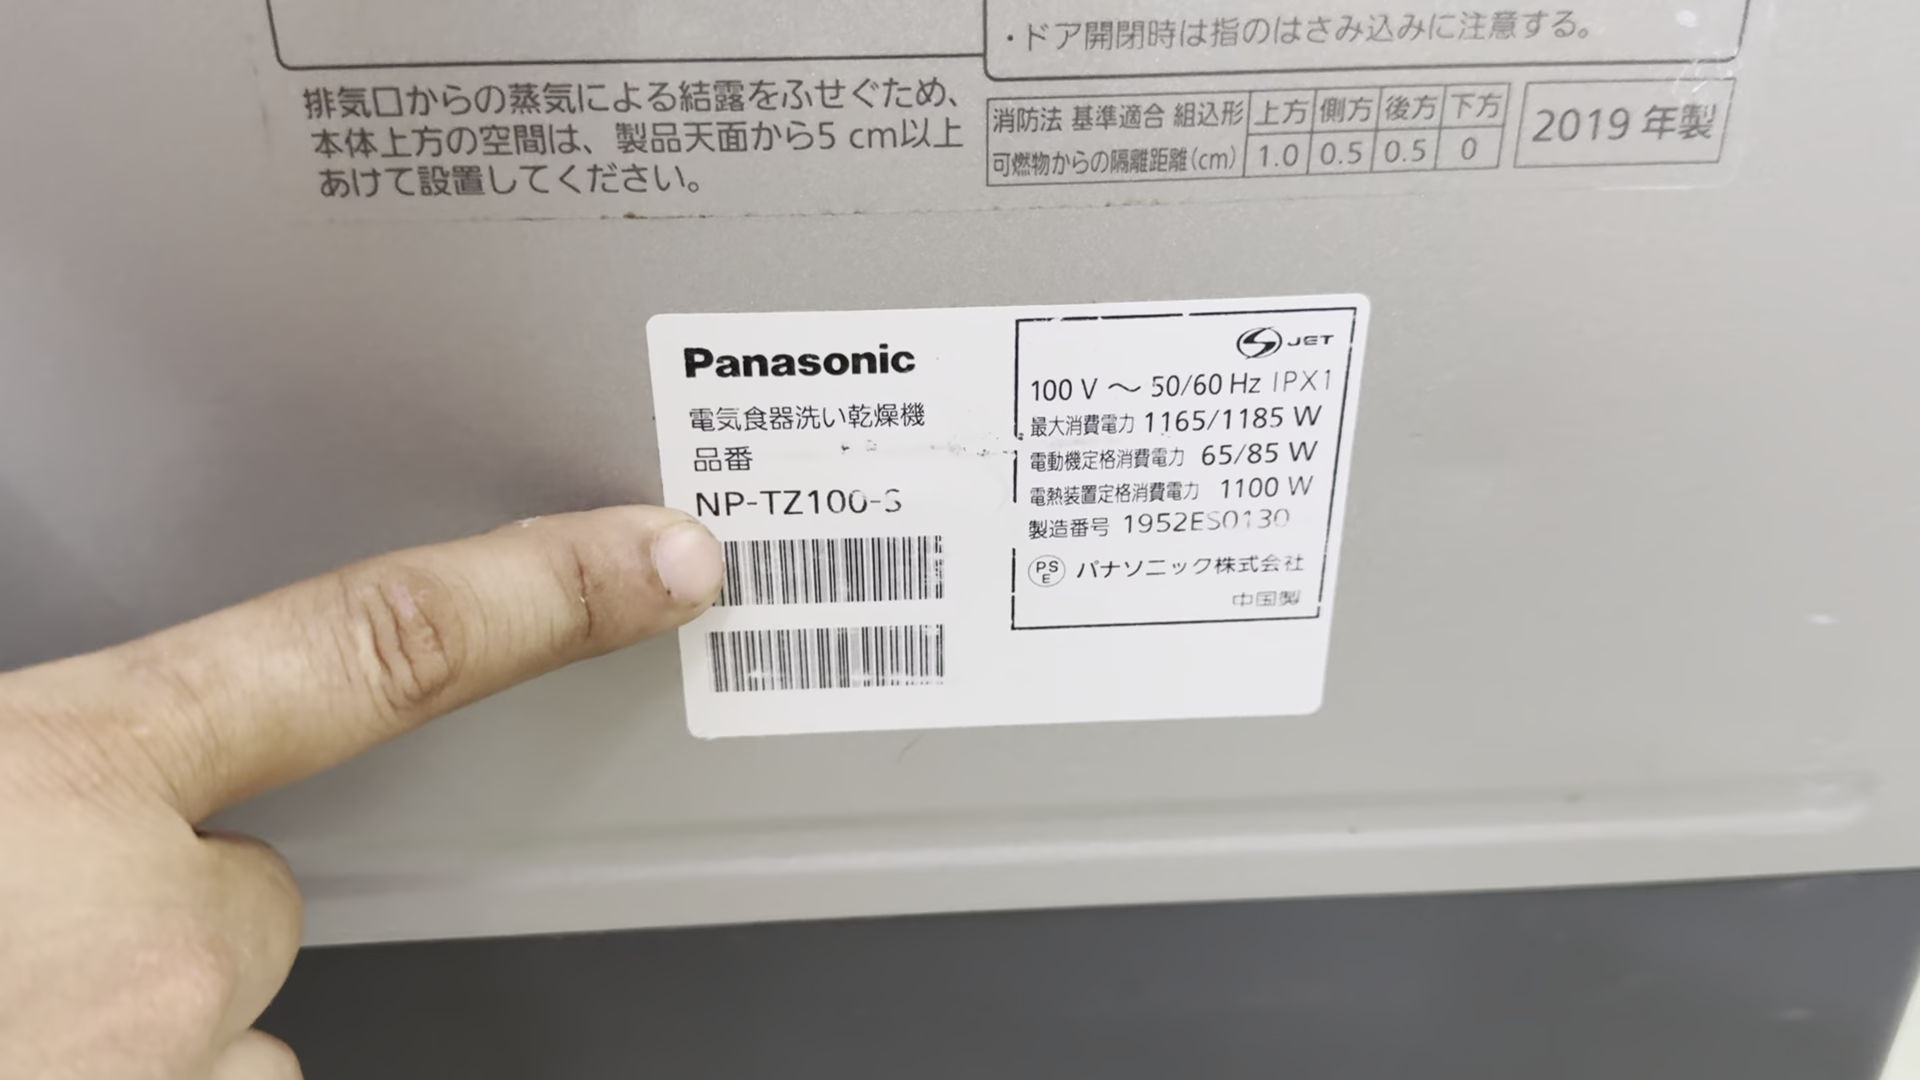 ・ドア開閉時は指のはさみ込みに注意する。
排気口からの蒸気による結露をふせぐため、
本体上方の空間は、製品天面から5 cm以上
あけて設置してください。
消防法 基準適合 組込形 上方 側方 後方 下方
可燃物からの隔離距離(cm) 1.0 0.5 0.5 0
2019 年製
Panasonic
電気食器洗い乾燥機
品番
NP-TZ100-S
S JET
100 V ～ 50/60 Hz IPX1
最大消費電力 1165/1185 W
電動機定格消費電力 65/85 W
電熱装置定格消費電力 1100 W
製造番号 1952ES0130
PS
E
パナソニック株式会社
中国製